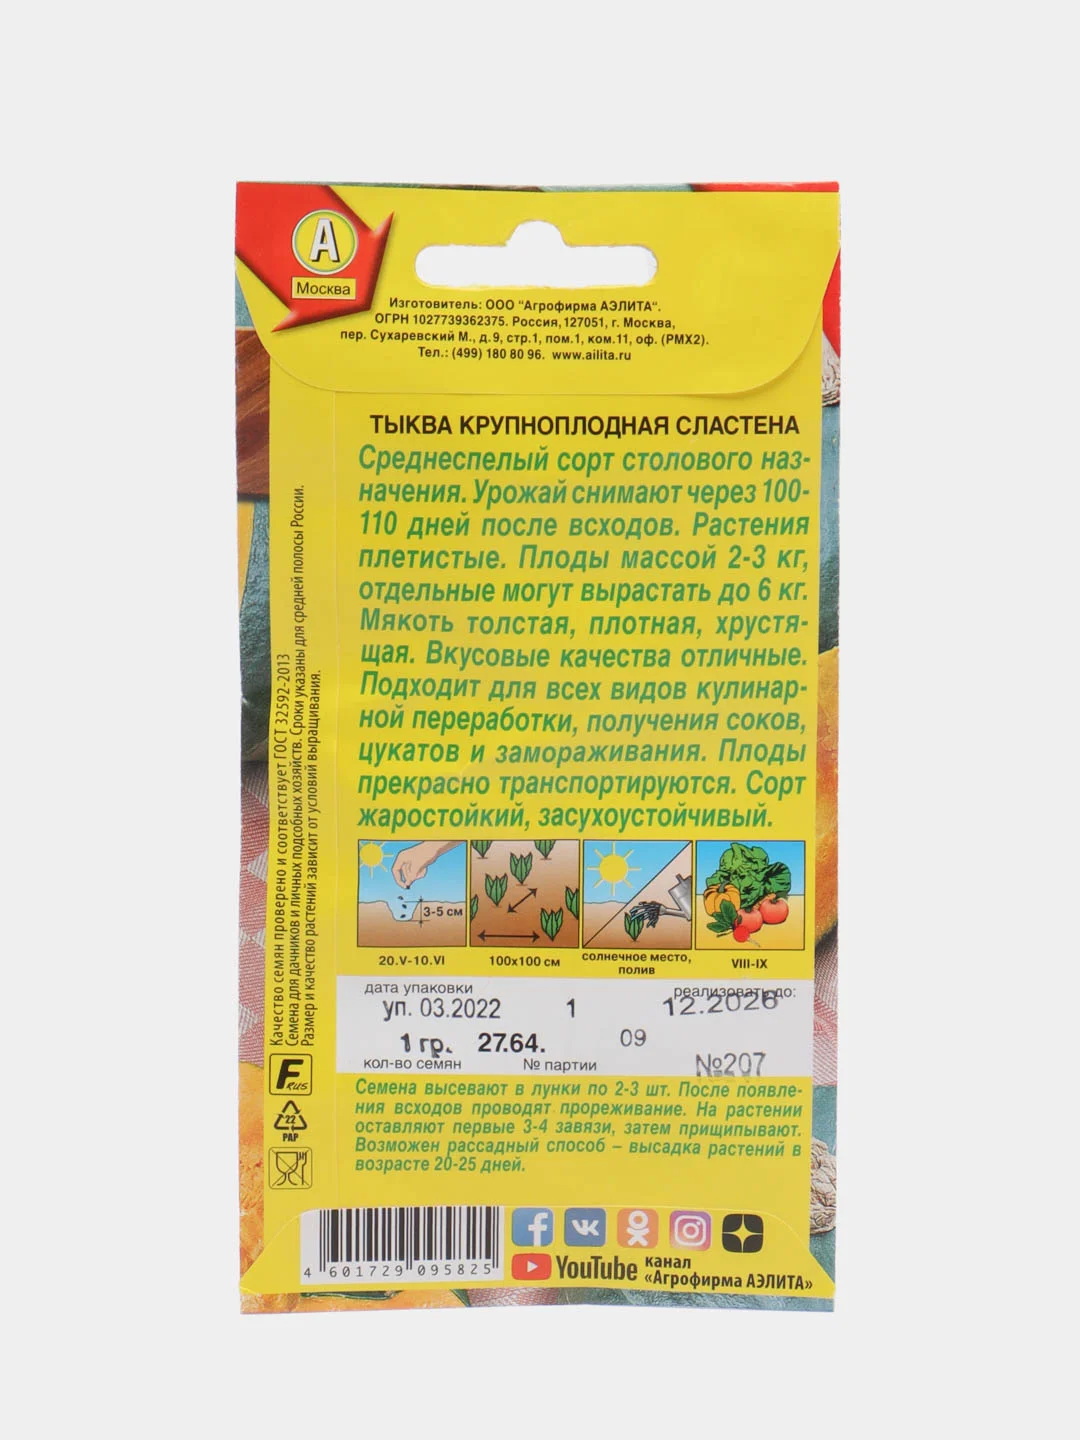 А
Москва
Изготовитель: ООО "Агрофирма АЭЛИТА".
ОГРН 1027739362375. Россия,127051, г. Москва,
пер. Сухаревский М., д.9, стр.1, пом.1, ком.11, оф. (РМХ2).
Тел.: (499) 180 80 96. www.ailita.ru
ТЫКВА КРУПНОПЛОДНАЯ СЛАСТЕНА
Среднеспелый сорт столового наз-
начения. Урожай снимают через 100-
110 дней после всходов. Растения
плетистые. Плоды массой 2-3 кг,
отдельные могут вырастать до 6 кг.
Мякоть толстая, плотная, хрустя-
щая. Вкусовые качества отличные.
Подходит для всех видов кулинар-
ной переработки, получения соков,
цукатов и замораживания. Плоды
прекрасно транспортируются. Сорт
жаростойкий, засухоустойчивый.
Качество семян проверено и соответствует ГОСТ 32592-2013
Семена для дачников и личных подсобных хозяйств. Сроки указаны для средней полосы России.
Размер и качество растений зависит от условий выращивания.
3-5 см
20.V-10.VI
100х100 см
солнечное место,
полив
VIII-IX
дата упаковки
реализовать до:
уп. 03.2022 1 12.2026
1 гр. 27.64. 09
кол-во семян № партии №207
F RUS
22
PAP
Семена высевают в лунки по 2-3 шт. После появле-
ния всходов проводят прореживание. На растении
оставляют первые 3-4 завязи, затем прищипывают.
Возможен рассадный способ – высадка растений в
возрасте 20-25 дней.
4 601729 095825
YouTube канал
«Агрофирма АЭЛИТА»